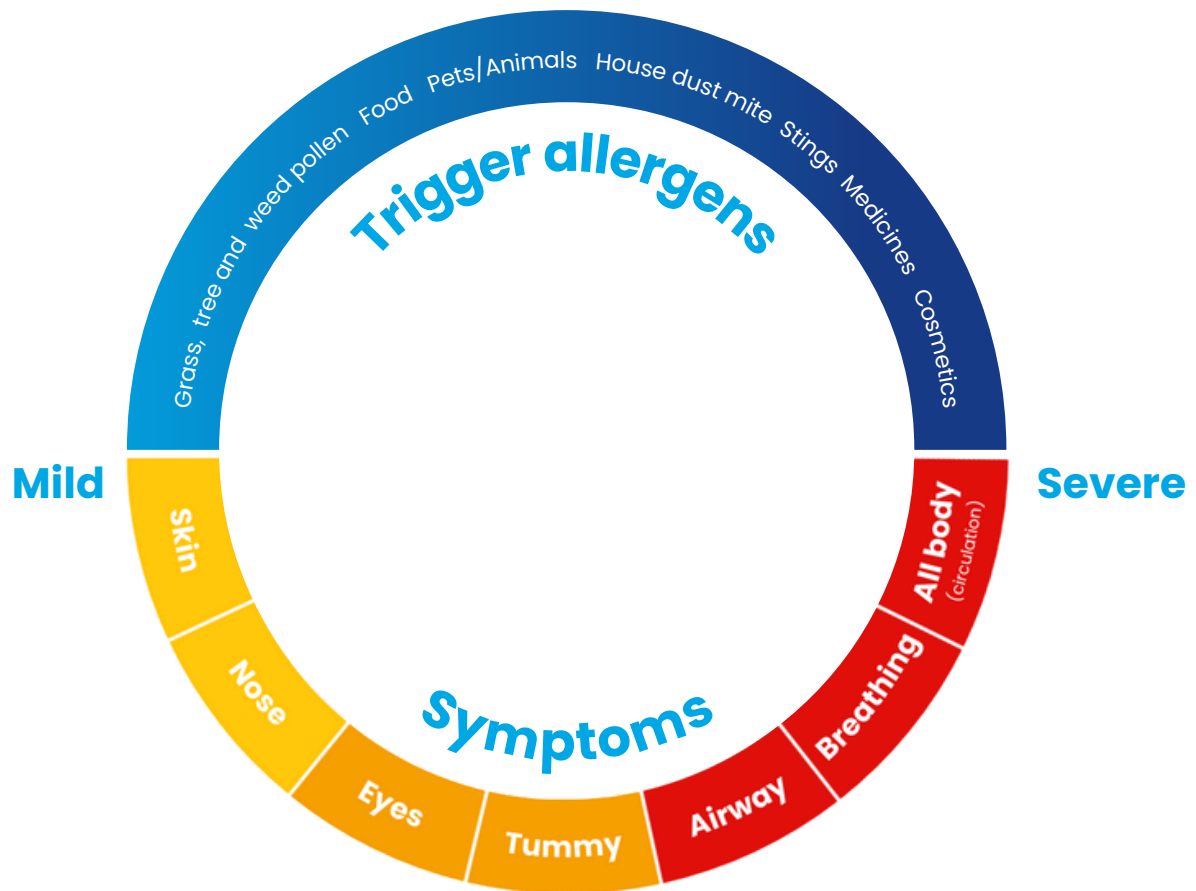 Grass, tree and weed pollen Food Pets/Animals House dust mite Stings Medicines Cosmetics
Trigger allergens
Mild
Severe
Skin
Nose
Eyes
Tummy
Airway
Breathing
All body
(circulation)
Symptoms